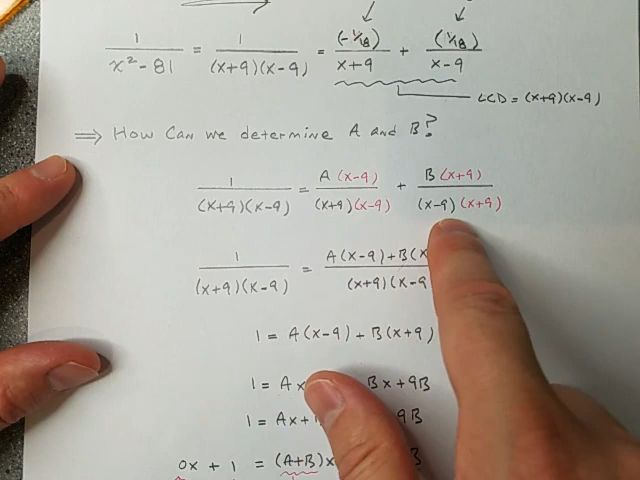 1/(x²-81) = 1/((x+9)(x-9)) = (-1/18)/(x+9) + (1/18)/(x-9)
LCD = (x+9)(x-9)
⇒ How Can we determine A and B?
1/((x+9)(x-9)) = A(x-9)/((x+9)(x-9)) + B(x+9)/((x-9)(x+9))
1/((x+9)(x-9)) = A(x-9)+B(x / (x+9)(x-9
1 = A(x-9) + B(x+9)
1 = Ax Bx + 9B
1 = Ax + 9B
0x + 1 = (A+B)x B